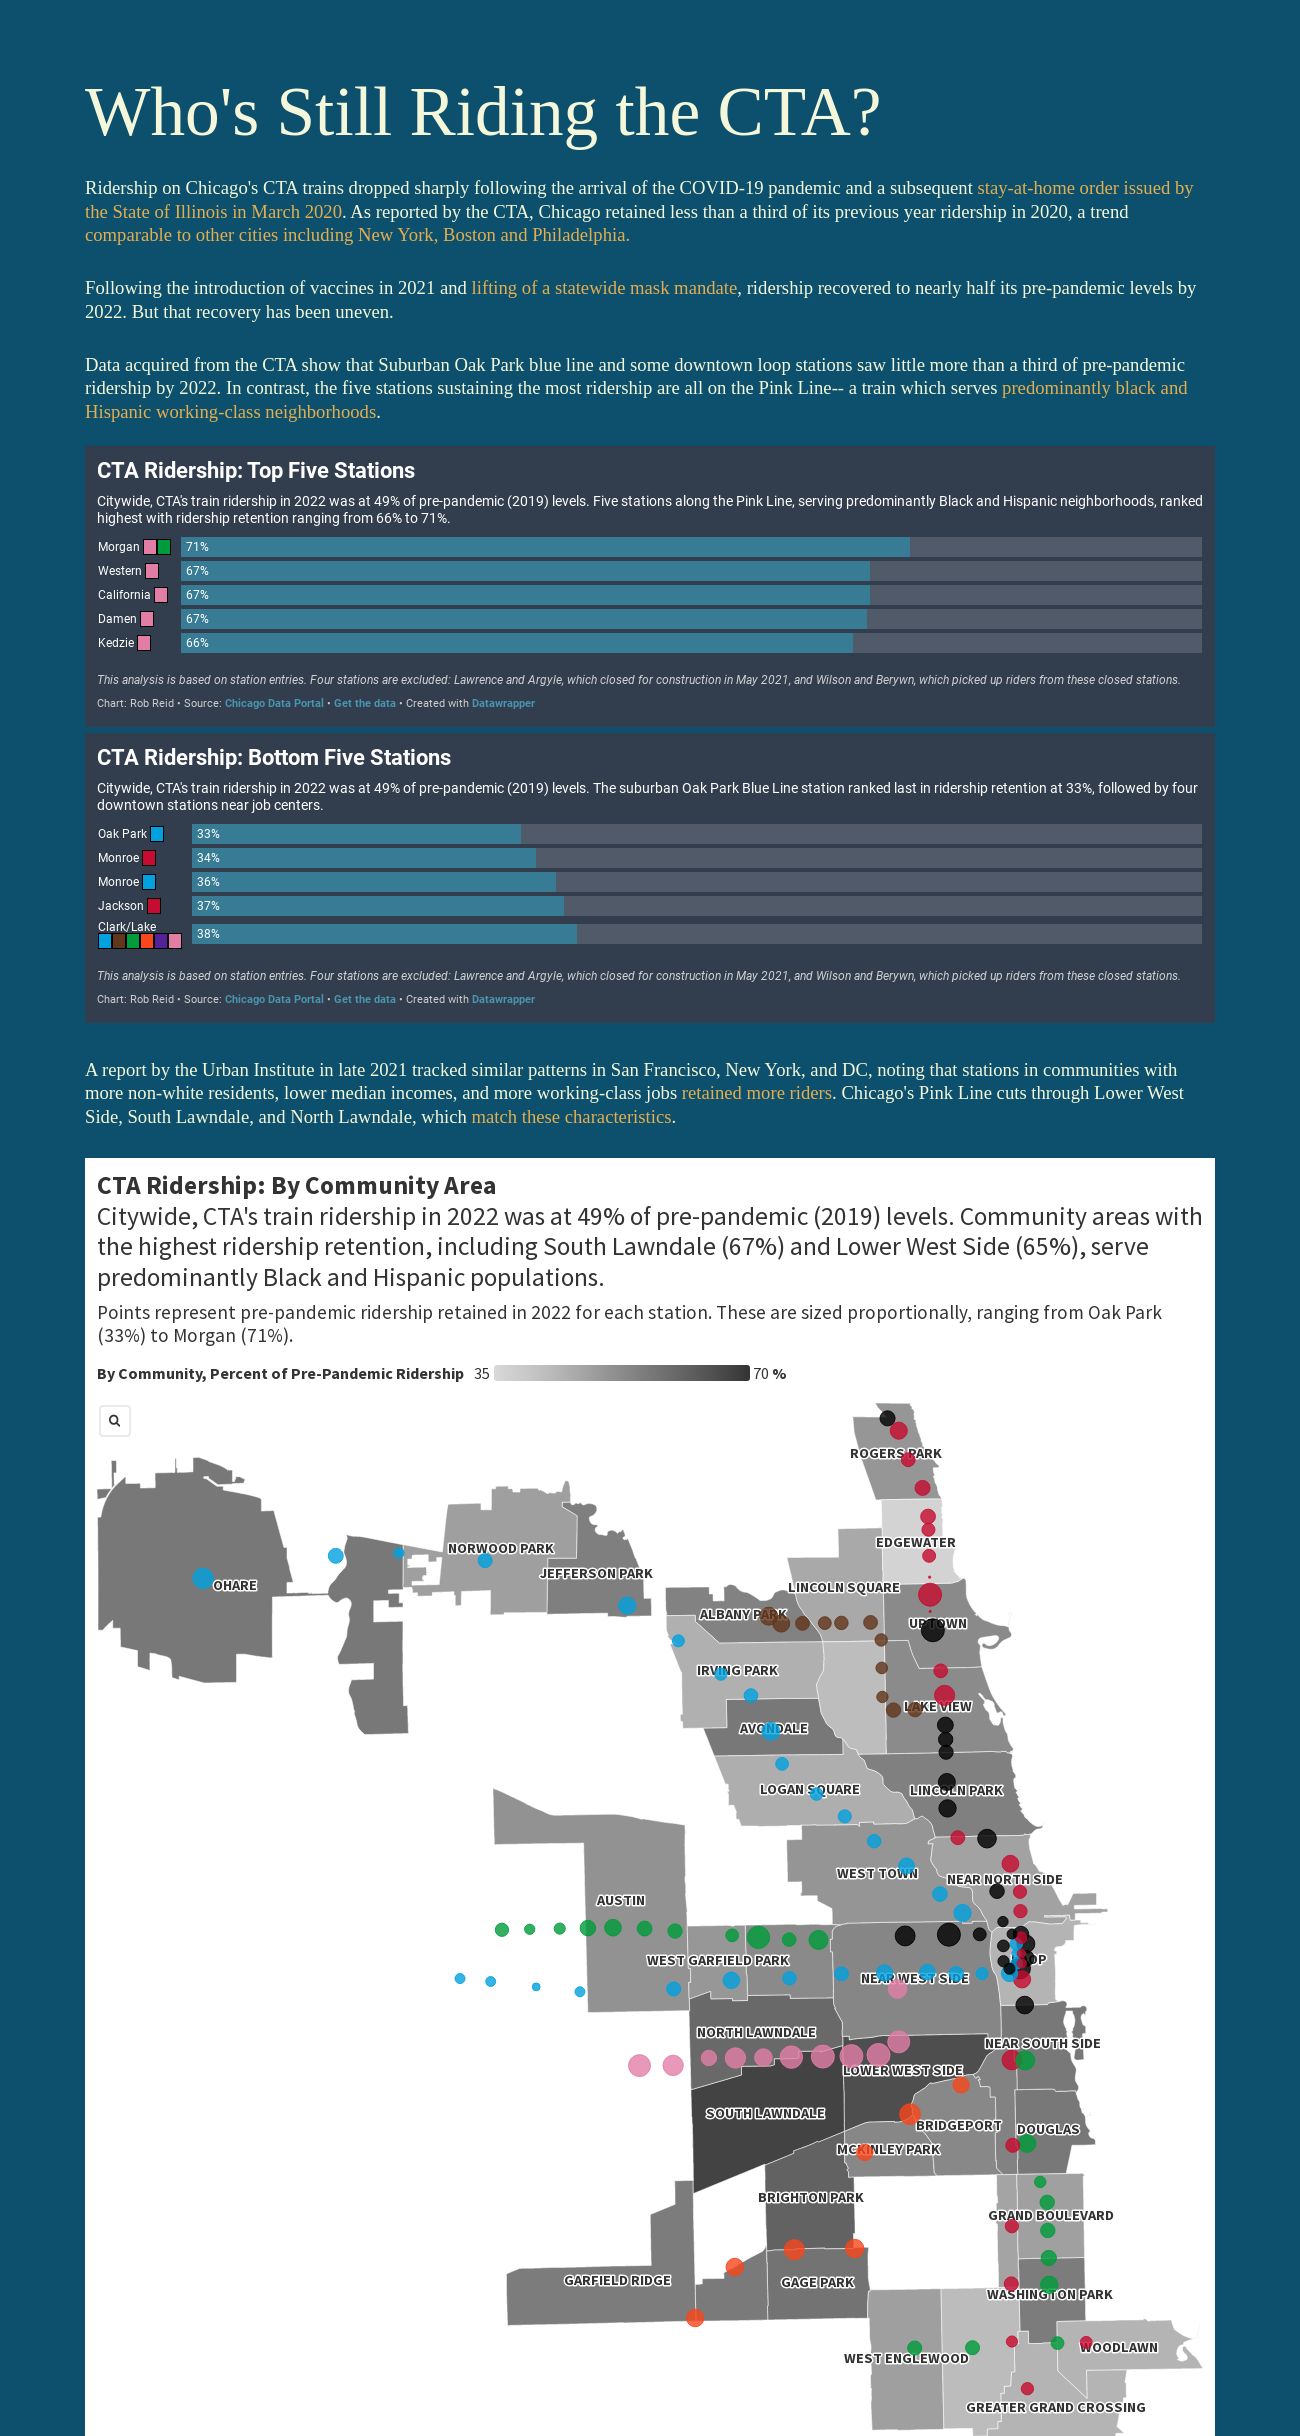 Who's Still Riding the CTA?
Ridership on Chicago's CTA trains dropped sharply following the arrival of the COVID-19 pandemic and a subsequent stay-at-home order issued by
the State of Illinois in March 2020. As reported by the CTA, Chicago retained less than a third of its previous year ridership in 2020, a trend
comparable to other cities including New York, Boston and Philadelphia.
Following the introduction of vaccines in 2021 and lifting of a statewide mask mandate, ridership recovered to nearly half its pre-pandemic levels by
2022. But that recovery has been uneven.
Data acquired from the CTA show that Suburban Oak Park blue line and some downtown loop stations saw little more than a third of pre-pandemic
ridership by 2022. In contrast, the five stations sustaining the most ridership are all on the Pink Line-- a train which serves predominantly black and
Hispanic working-class neighborhoods.
CTA Ridership: Top Five Stations
Citywide, CTA's train ridership in 2022 was at 49% of pre-pandemic (2019) levels. Five stations along the Pink Line, serving predominantly Black and Hispanic neighborhoods, ranked
highest with ridership retention ranging from 66% to 71%.
Morgan 71%
Western 67%
California 67%
Damen 67%
Kedzie 66%
This analysis is based on station entries. Four stations are excluded: Lawrence and Argyle, which closed for construction in May 2021, and Wilson and Berywn, which picked up riders from these closed stations.
Chart: Rob Reid • Source: Chicago Data Portal • Get the data • Created with Datawrapper
CTA Ridership: Bottom Five Stations
Citywide, CTA's train ridership in 2022 was at 49% of pre-pandemic (2019) levels. The suburban Oak Park Blue Line station ranked last in ridership retention at 33%, followed by four
downtown stations near job centers.
Oak Park 33%
Monroe 34%
Monroe 36%
Jackson 37%
Clark/Lake 38%
This analysis is based on station entries. Four stations are excluded: Lawrence and Argyle, which closed for construction in May 2021, and Wilson and Berywn, which picked up riders from these closed stations.
Chart: Rob Reid • Source: Chicago Data Portal • Get the data • Created with Datawrapper
A report by the Urban Institute in late 2021 tracked similar patterns in San Francisco, New York, and DC, noting that stations in communities with
more non-white residents, lower median incomes, and more working-class jobs retained more riders. Chicago's Pink Line cuts through Lower West
Side, South Lawndale, and North Lawndale, which match these characteristics.
CTA Ridership: By Community Area
Citywide, CTA's train ridership in 2022 was at 49% of pre-pandemic (2019) levels. Community areas with
the highest ridership retention, including South Lawndale (67%) and Lower West Side (65%), serve
predominantly Black and Hispanic populations.
Points represent pre-pandemic ridership retained in 2022 for each station. These are sized proportionally, ranging from Oak Park
(33%) to Morgan (71%).
By Community, Percent of Pre-Pandemic Ridership 35 70 %
ROGERS PARK
EDGEWATER
NORWOOD PARK
JEFFERSON PARK
OHARE
LINCOLN SQUARE
ALBANY PARK
UPTOWN
IRVING PARK
LAKE VIEW
AVONDALE
LOGAN SQUARE
LINCOLN PARK
WEST TOWN
NEAR NORTH SIDE
AUSTIN
WEST GARFIELD PARK
LOOP
NEAR WEST SIDE
NORTH LAWNDALE
NEAR SOUTH SIDE
LOWER WEST SIDE
SOUTH LAWNDALE
BRIDGEPORT
DOUGLAS
MCKINLEY PARK
BRIGHTON PARK
GRAND BOULEVARD
GARFIELD RIDGE
GAGE PARK
WASHINGTON PARK
WOODLAWN
WEST ENGLEWOOD
GREATER GRAND CROSSING